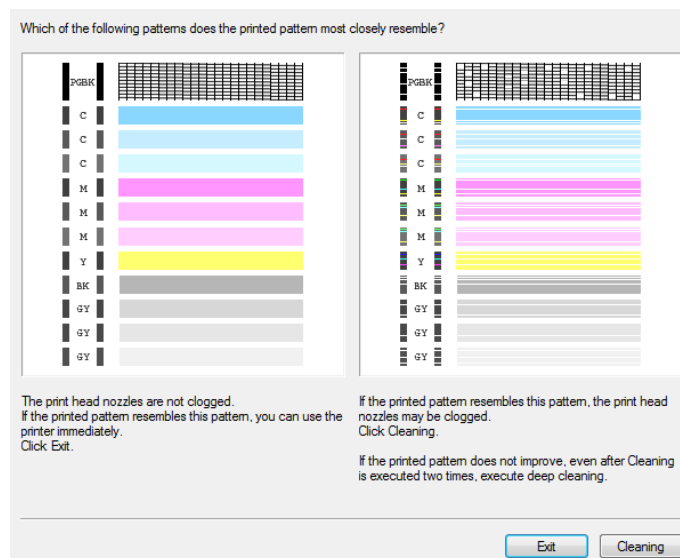 Which of the following patterns does the printed pattern most closely resemble?
PGBK
C
C
C
M
M
M
Y
BK
GY
GY
GY
The print head nozzles are not clogged.
If the printed pattern resembles this pattern, you can use the
printer immediately.
Click Exit.
PGBK
C
C
C
M
M
M
Y
BK
GY
GY
GY
If the printed pattern resembles this pattern, the print head
nozzles may be clogged.
Click Cleaning.
If the printed pattern does not improve, even after Cleaning
is executed two times, execute deep cleaning.
Exit
Cleaning